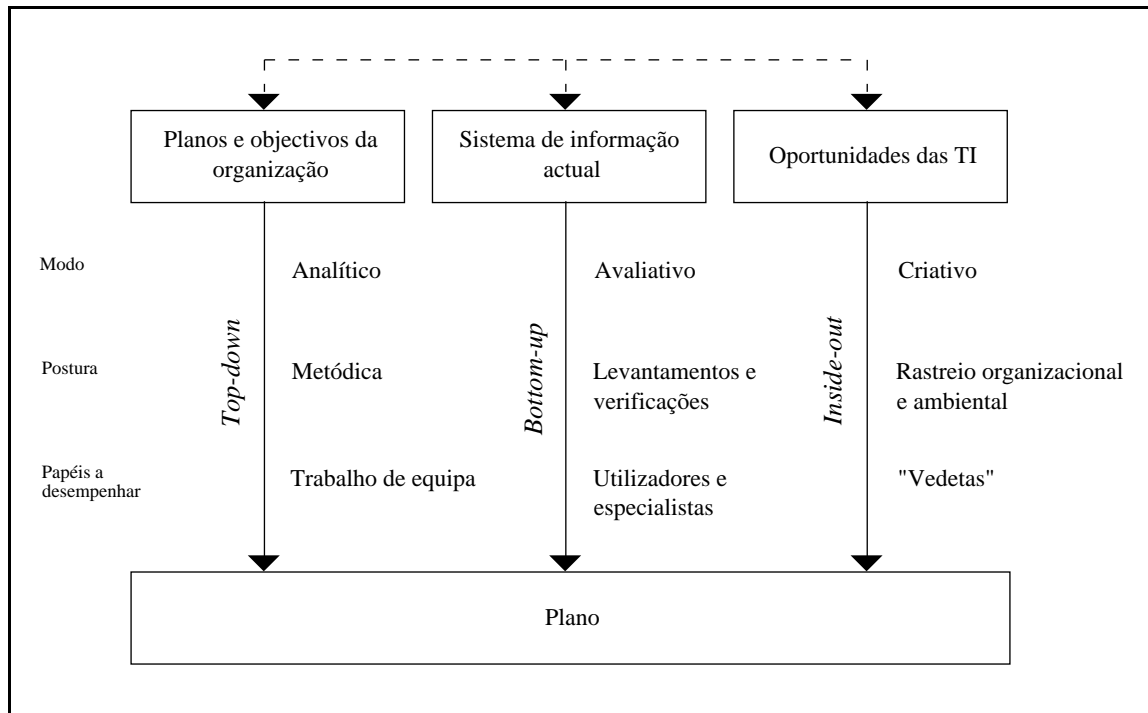 Planos e objectivos da
organização
Sistema de informação
actual
Oportunidades das TI
Modo
Analítico
Avaliativo
Criativo
Top-down
Bottom-up
Inside-out
Postura
Metódica
Levantamentos e
verificações
Rastreio organizacional
e ambiental
Papéis a
desempenhar
Trabalho de equipa
Utilizadores e
especialistas
"Vedetas"
Plano